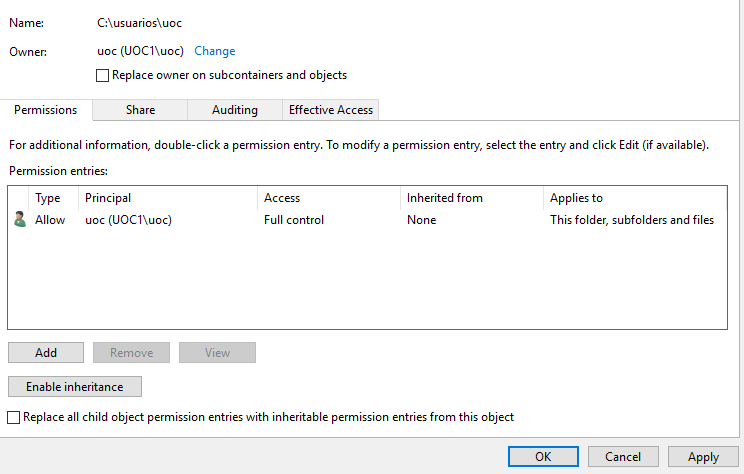 Name: C:\usuarios\uoc
Owner: uoc (UOC1\uoc) Change
Replace owner on subcontainers and objects
Permissions Share Auditing Effective Access
For additional information, double-click a permission entry. To modify a permission entry, select the entry and click Edit (if available).
Permission entries:
Type Principal Access Inherited from Applies to
Allow uoc (UOC1\uoc) Full control None This folder, subfolders and files
Add Remove View
Enable inheritance
Replace all child object permission entries with inheritable permission entries from this object
OK Cancel Apply